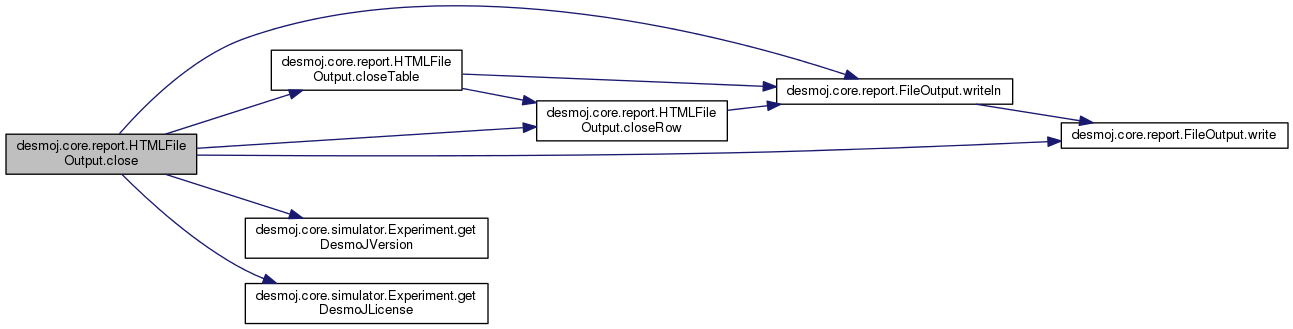 desmoj.core.report.HTMLFile
Output.close
desmoj.core.report.HTMLFile
Output.closeTable
desmoj.core.report.HTMLFile
Output.closeRow
desmoj.core.report.FileOutput.writeln
desmoj.core.report.FileOutput.write
desmoj.core.simulator.Experiment.get
DesmoJVersion
desmoj.core.simulator.Experiment.get
DesmoJLicense